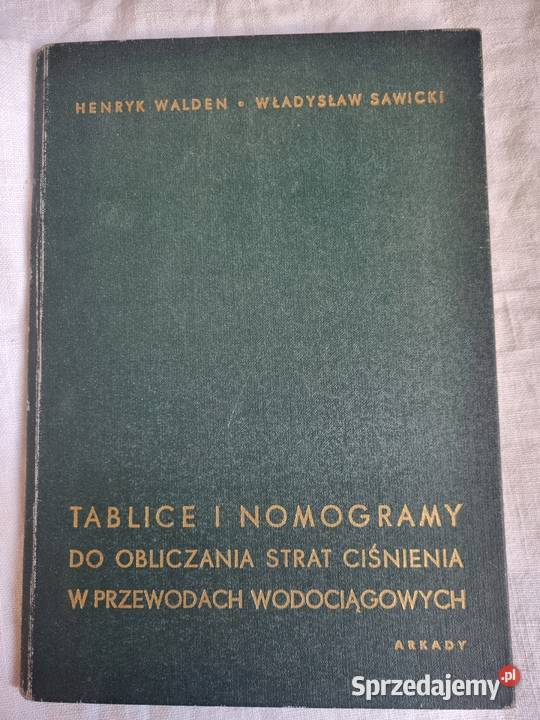 HENRYK WALDEN • WŁADYSŁAW SAWICKI
TABLICE I NOMOGRAMY
DO OBLICZANIA STRAT CIŚNIENIA
W PRZEWODACH WODOCIĄGOWYCH
ARKADY
Sprzedajemy.pl